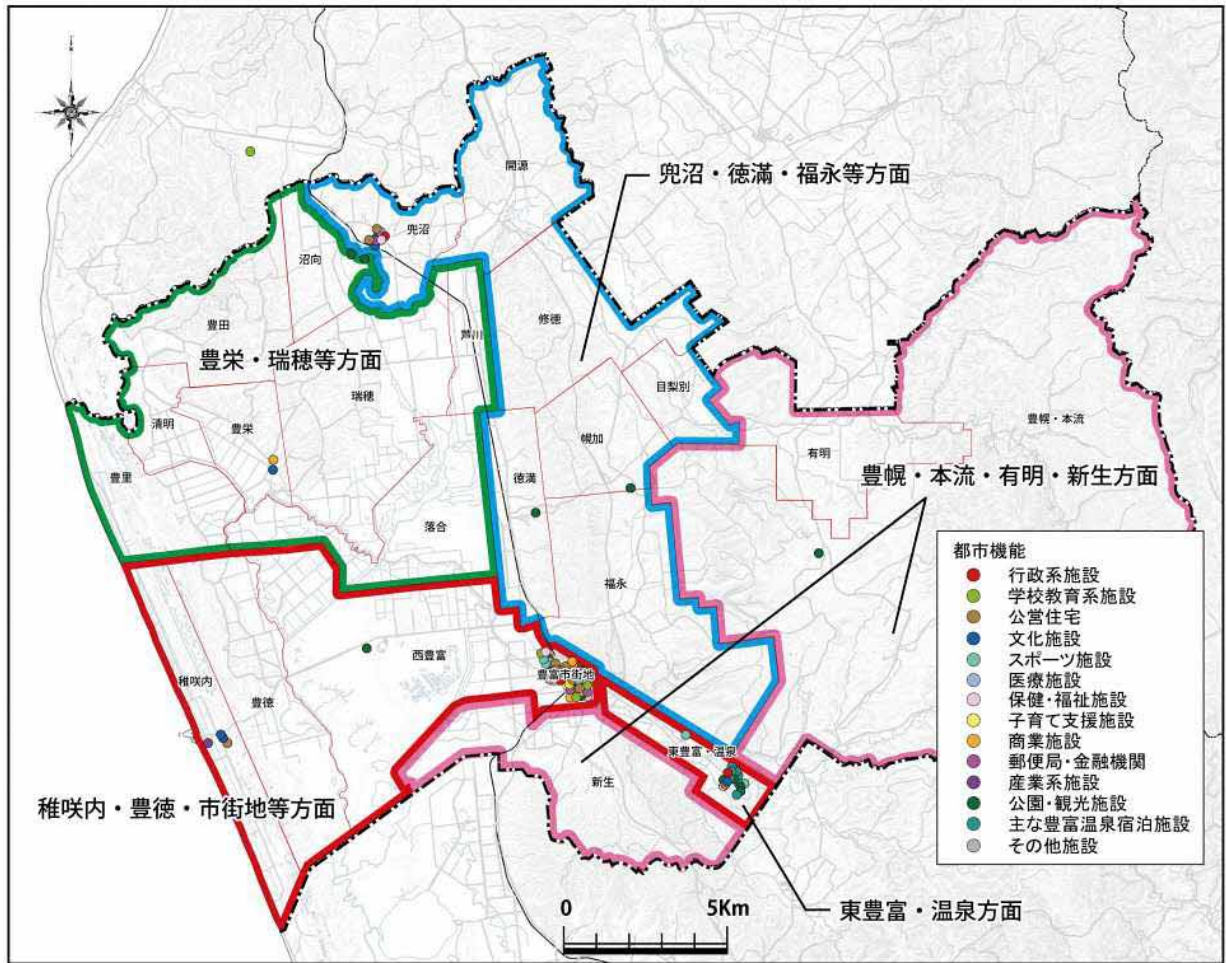 開源
兜沼・徳満・福永等方面
兜沼
沼向
豊田
芦川
修徳
豊栄・瑞穂等方面
目梨別
瑞穂
豊幌・本流
清明
豊栄
幌加
有明
豊里
徳満
豊幌・本流・有明・新生方面
落合
福永
西豊富
豊富市街地
稚咲内
豊徳
東豊富・温泉
新生
稚咲内・豊徳・市街地等方面
東豊富・温泉方面
0 5Km
都市機能
行政系施設
学校教育系施設
公営住宅
文化施設
スポーツ施設
医療施設
保健・福祉施設
子育て支援施設
商業施設
郵便局・金融機関
産業系施設
公園・観光施設
主な豊富温泉宿泊施設
その他施設